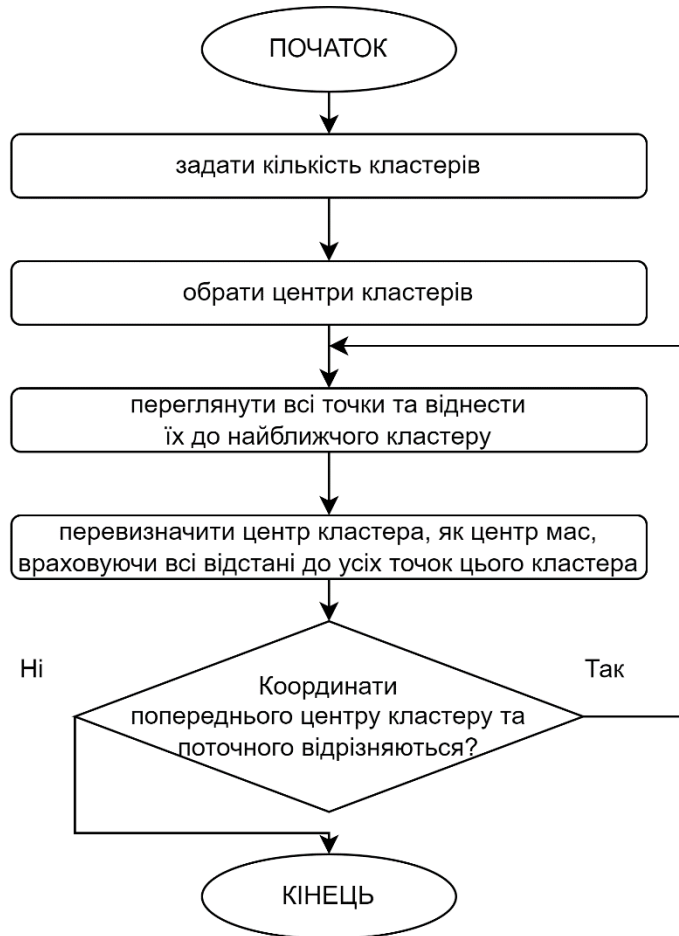 ПОЧАТОК
задати кількість кластерів
обрати центри кластерів
переглянути всі точки та віднести
їх до найближчого кластеру
перевизначити центр кластера, як центр мас,
враховуючи всі відстані до усіх точок цього кластера
Ні
Так
Координати
попереднього центру кластеру та
поточного відрізняються?
КІНЕЦЬ